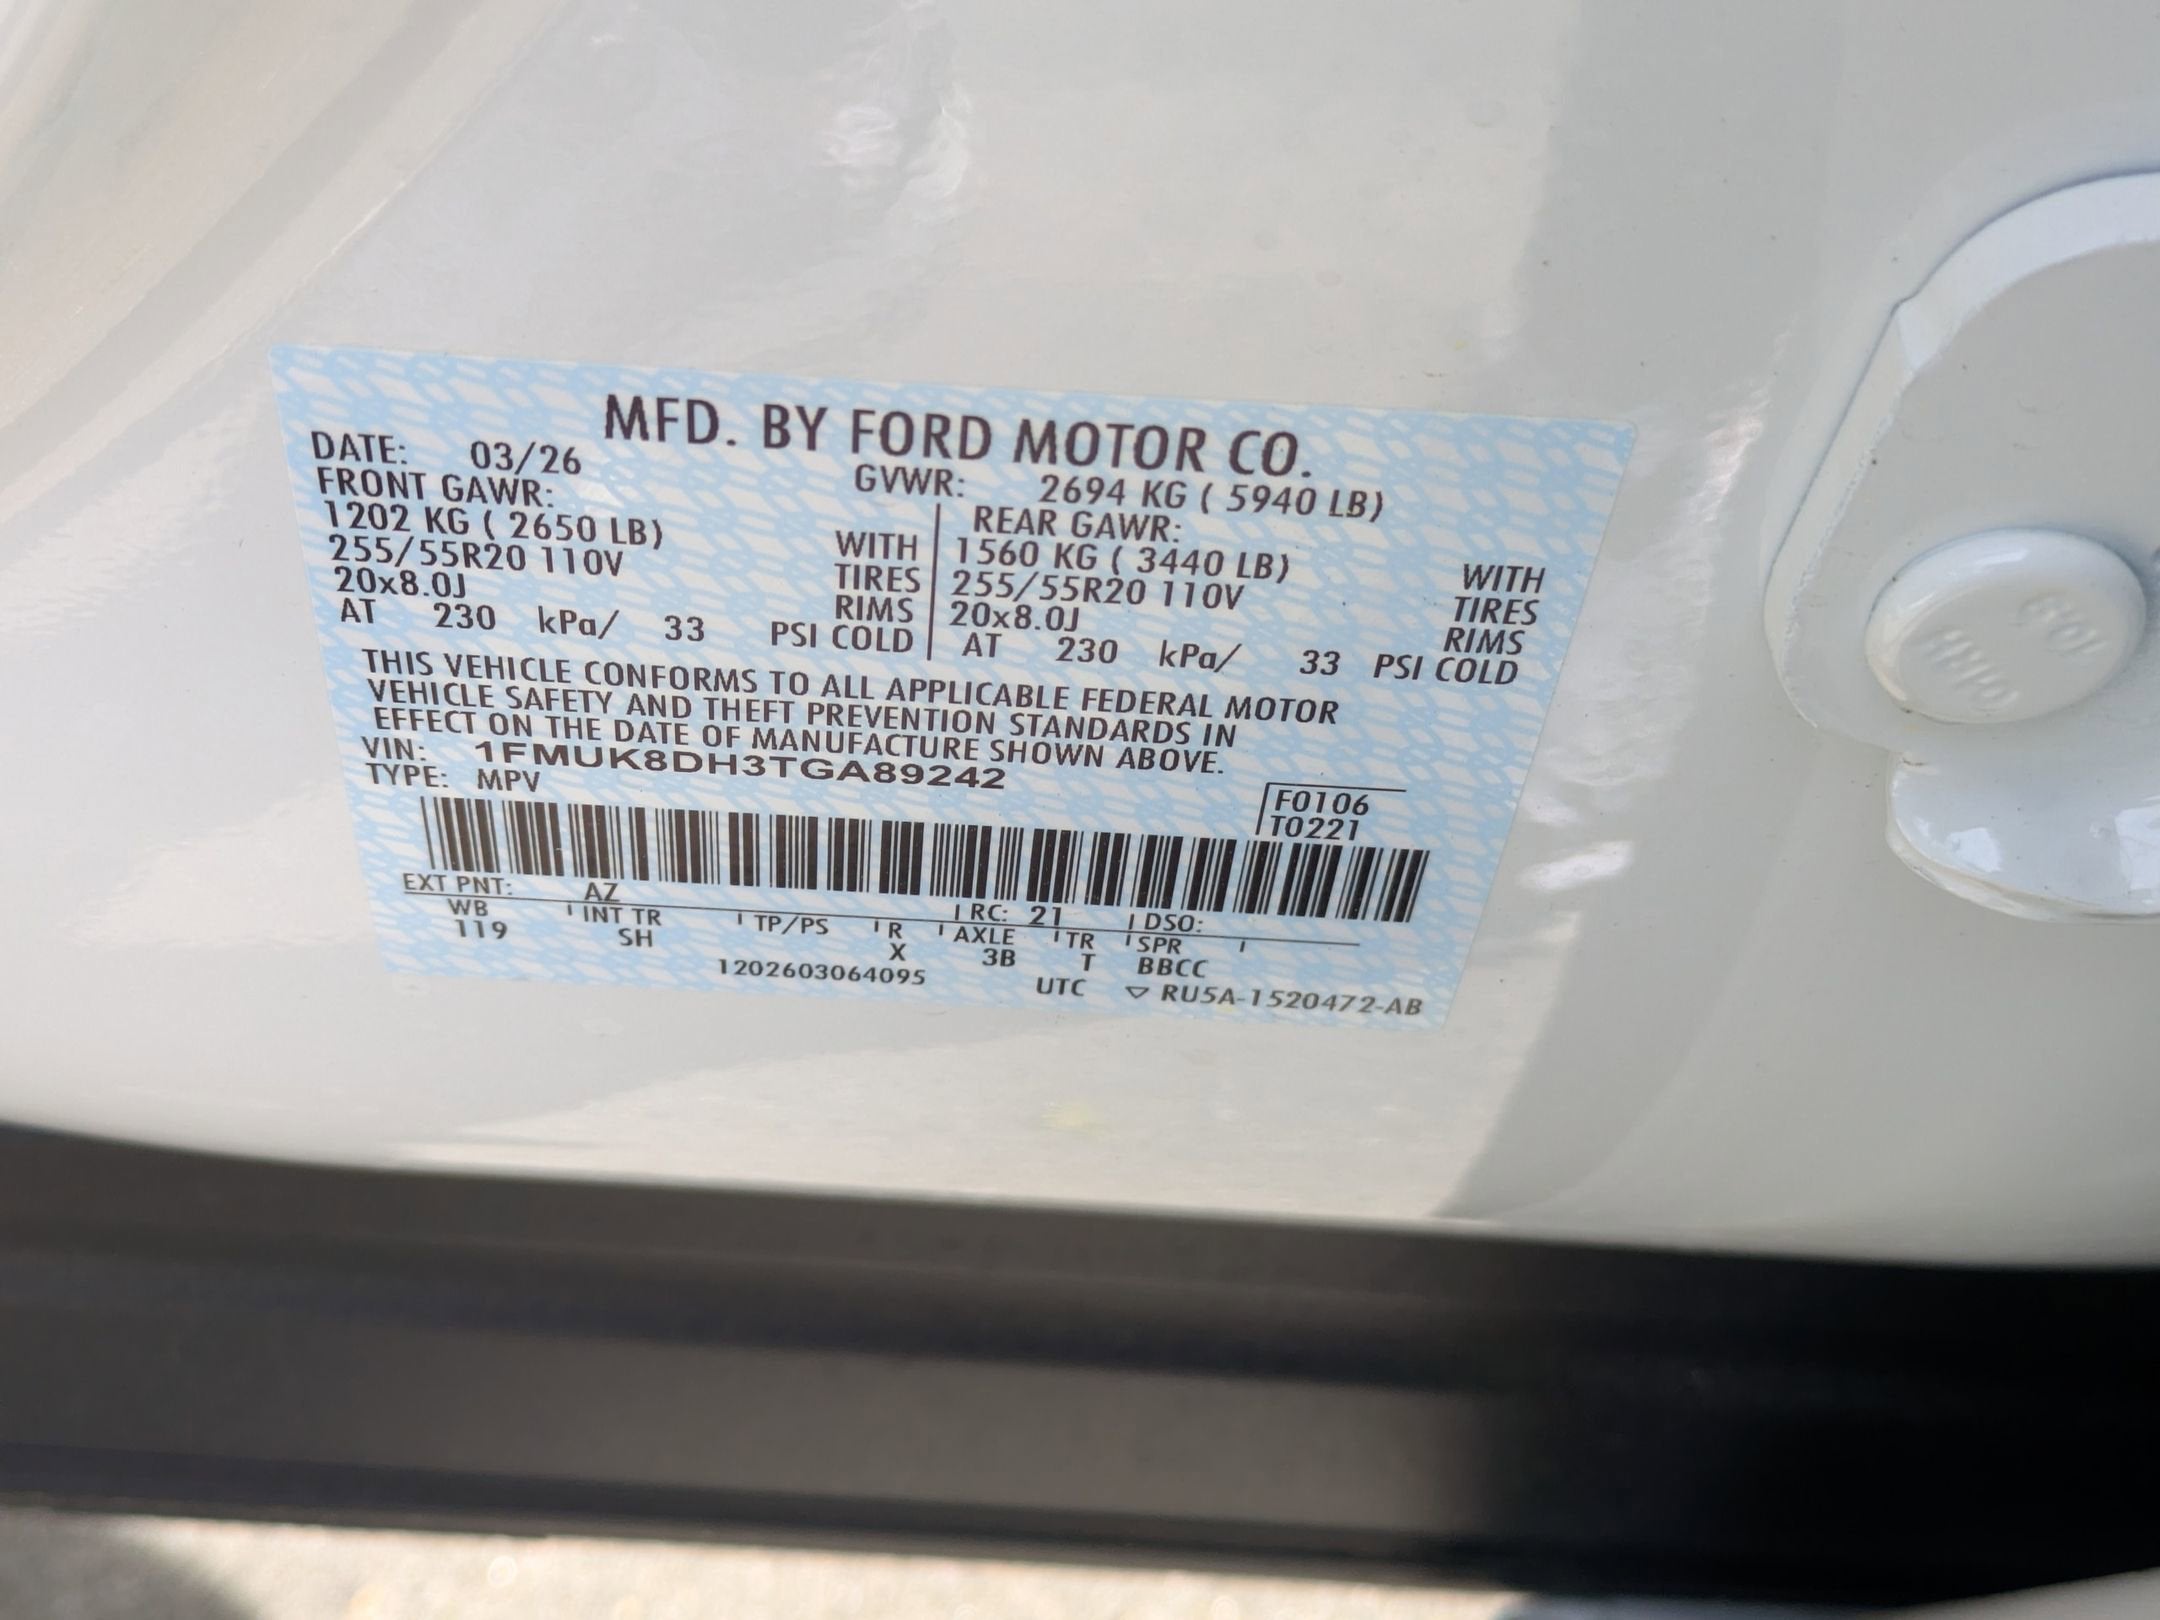 MFD. BY FORD MOTOR CO.
DATE: 03/26 GVWR: 2694 KG ( 5940 LB)
FRONT GAWR: REAR GAWR:
1202 KG ( 2650 LB) WITH 1560 KG ( 3440 LB) WITH
255/55R20 110V TIRES 255/55R20 110V TIRES
20x8.0J RIMS 20x8.0J RIMS
AT 230 kPa/ 33 PSI COLD AT 230 kPa/ 33 PSI COLD
THIS VEHICLE CONFORMS TO ALL APPLICABLE FEDERAL MOTOR
VEHICLE SAFETY AND THEFT PREVENTION STANDARDS IN
EFFECT ON THE DATE OF MANUFACTURE SHOWN ABOVE.
VIN: 1FMUK8DH3TGA89242
TYPE: MPV
F0106
T0221
EXT PNT: AZ RC: 21 DSO:
WB INT TR TP/PS R AXLE TR SPR
119 SH X 3B T BBCC
1202603064095
UTC ▽ RU5A-1520472-AB